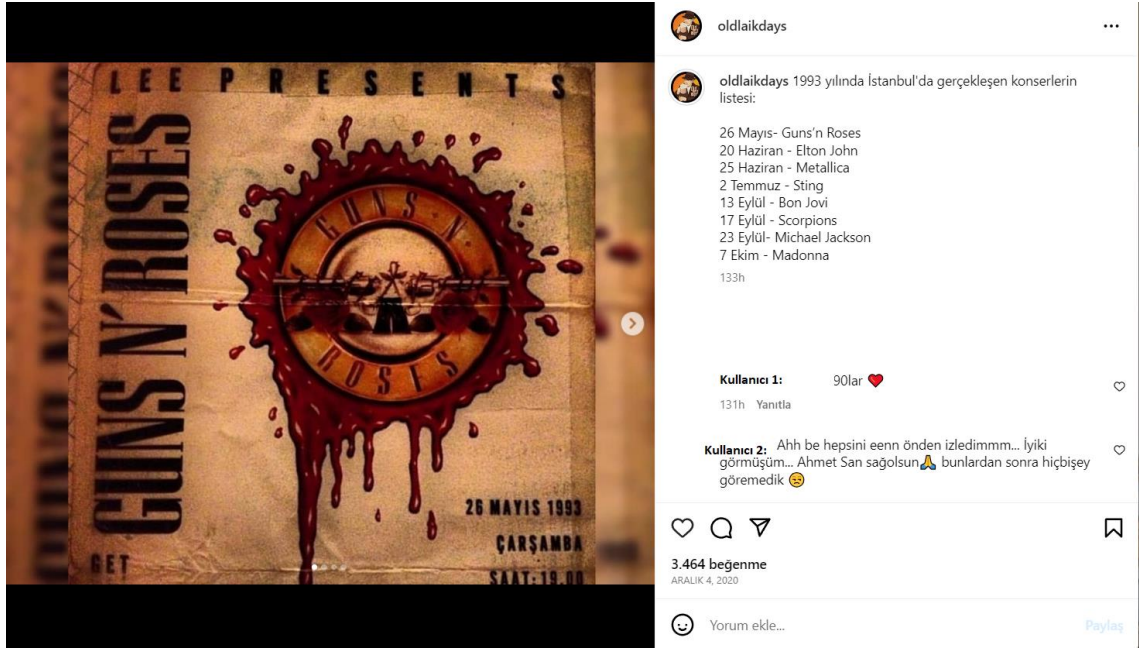 LEE PRESENTS
GUNS N' ROSES
GUNS N'
ROSES
26 MAYIS 1993
ÇARŞAMBA
SAAT: 19.00
GET
oldlaikdays
oldlaikdays 1993 yılında İstanbul'da gerçekleşen konserlerin
listesi:
26 Mayıs- Guns’n Roses
20 Haziran - Elton John
25 Haziran - Metallica
2 Temmuz - Sting
13 Eylül - Bon Jovi
17 Eylül - Scorpions
23 Eylül- Michael Jackson
7 Ekim - Madonna
133h
Kullanıcı 1: 90lar ❤️
131h Yanıtla
Kullanıcı 2: Ahh be hepsini eenn önden izledimmm... İyiki
görmüşüm... Ahmet San sağolsun🙏 bunlardan sonra hiçbişey
göremedik 😔
3.464 beğenme
ARALIK 4, 2020
Yorum ekle...
Paylaş